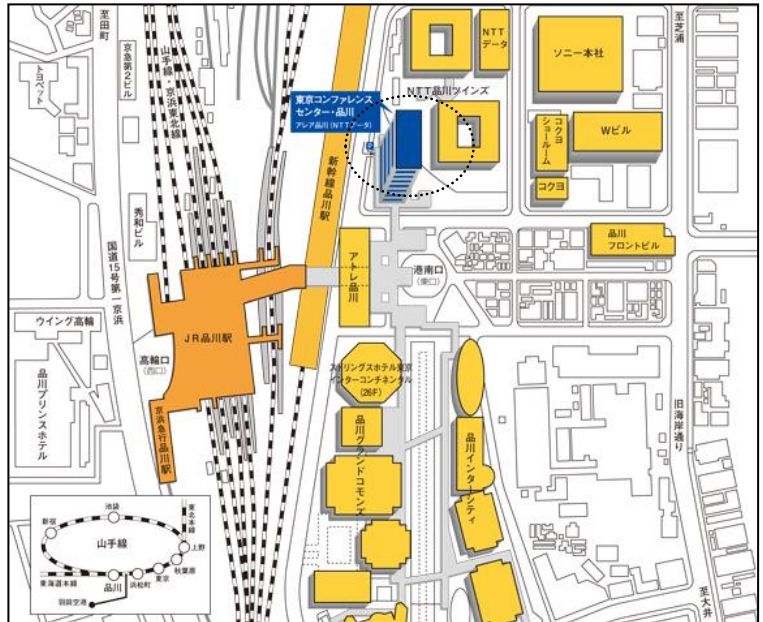 至田町
京急第2ビル
山手線・京浜東北線
トヨペット
東京コンファレンス
センター・品川
アレア品川(NTTデータ)
P
新幹線品川駅
NTT
データ
NTT品川ツインズ
ソニー本社
至芝浦
コクヨ
ショールーム
Wビル
コクヨ
品川
フロントビル
秀和ビル
国道15号第一京浜
アトレ品川
港南口
(東口)
JR品川駅
ウイング高輪
高輪口
(西口)
品川プリンスホテル
京浜急行品川駅
ストリングスホテル東京
インターコンチネンタル
(26F)
品川グランドコモンズ
品川インターシティ
旧海岸通り
至大井
池袋
新宿
山手線
東北本線
上野
秋葉原
東京
浜松町
品川
東海道本線
羽田空港